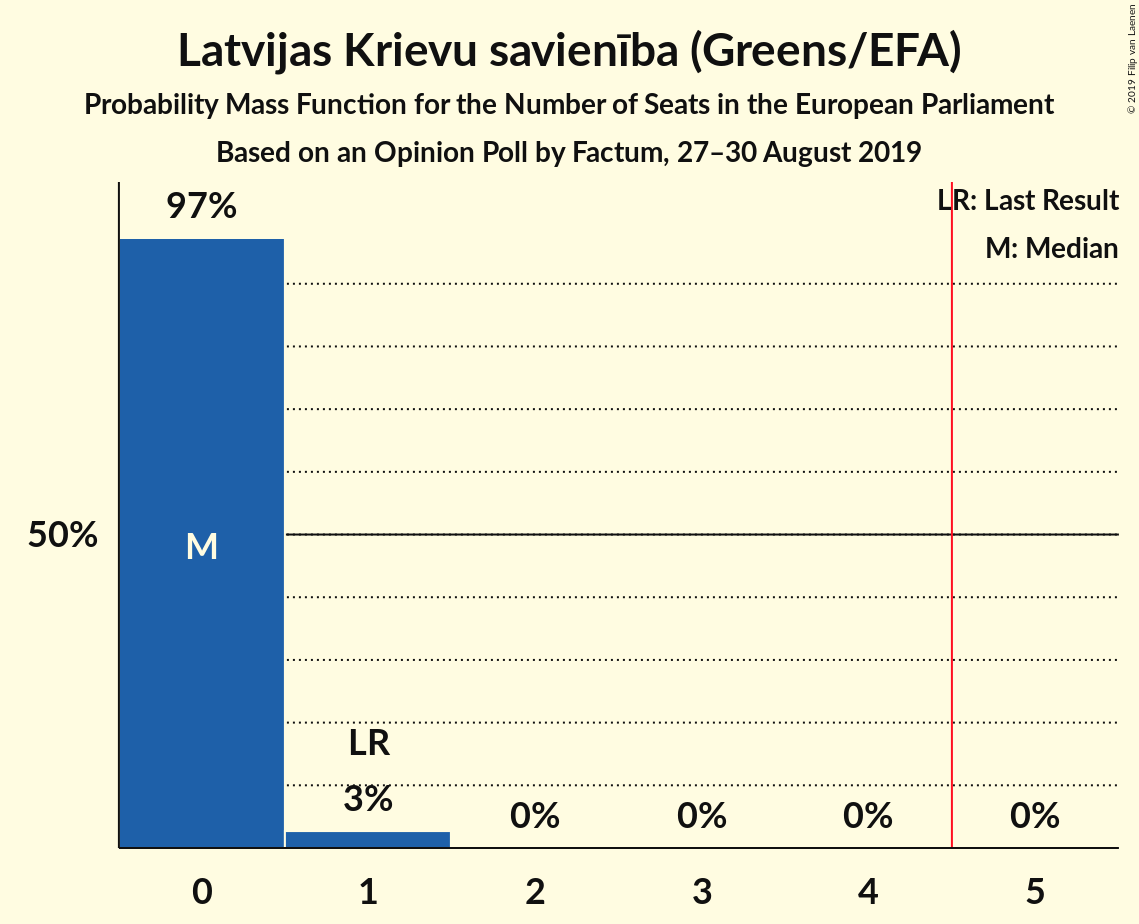 Latvijas Krievu savienība (Greens/EFA)
Probability Mass Function for the Number of Seats in the European Parliament
Based on an Opinion Poll by Factum, 27–30 August 2019
© 2019 Filip van Laenen
LR: Last Result
M: Median
97%
50%
M
LR
3%
0%
0%
0%
0%
0 1 2 3 4 5